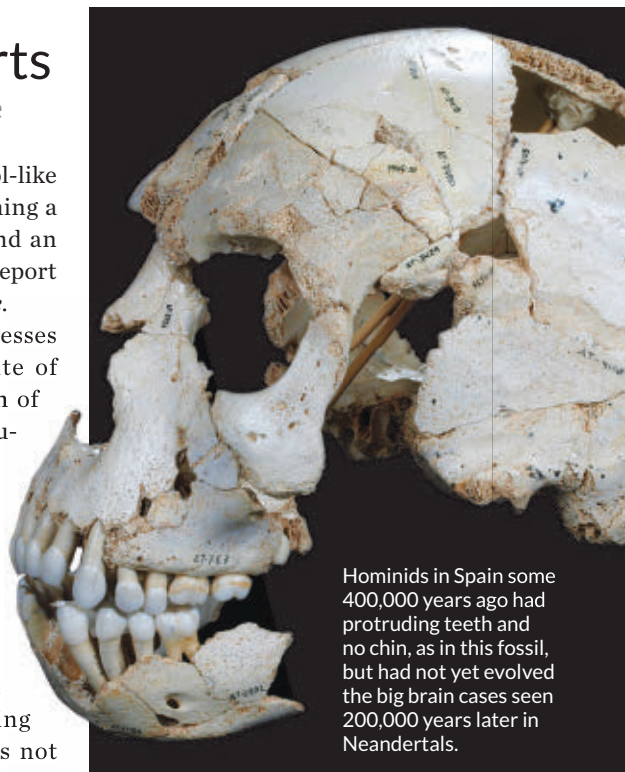 rts
ol-like
ning a
nd an
eport
esses
te of
n of
u-
ing
s not
Hominids in Spain some
400,000 years ago had
protruding teeth and
no chin, as in this fossil,
but had not yet evolved
the big brain cases seen
200,000 years later in
Neandertals.